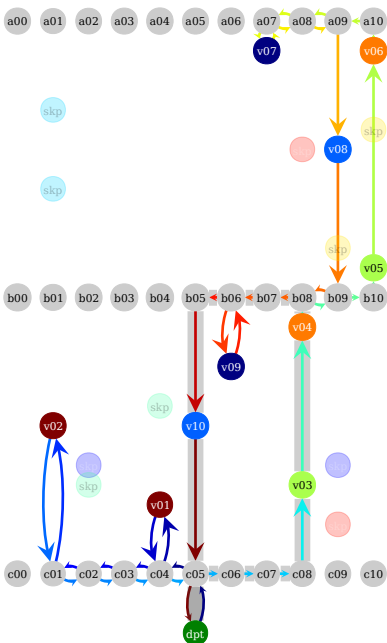 a00 a01 a02 a03 a04 a05 a06 a07 a08 a09 a10
v07 v06
skp
skp
v08
skp
skp
v05
b00 b01 b02 b03 b04 b05 b06 b07 b08 b09 b10
v04
v09
skp
v02 v10
skp
skp
v03
v01
c00 c01 c02 c03 c04 c05 c06 c07 c08 c09 c10
dpt